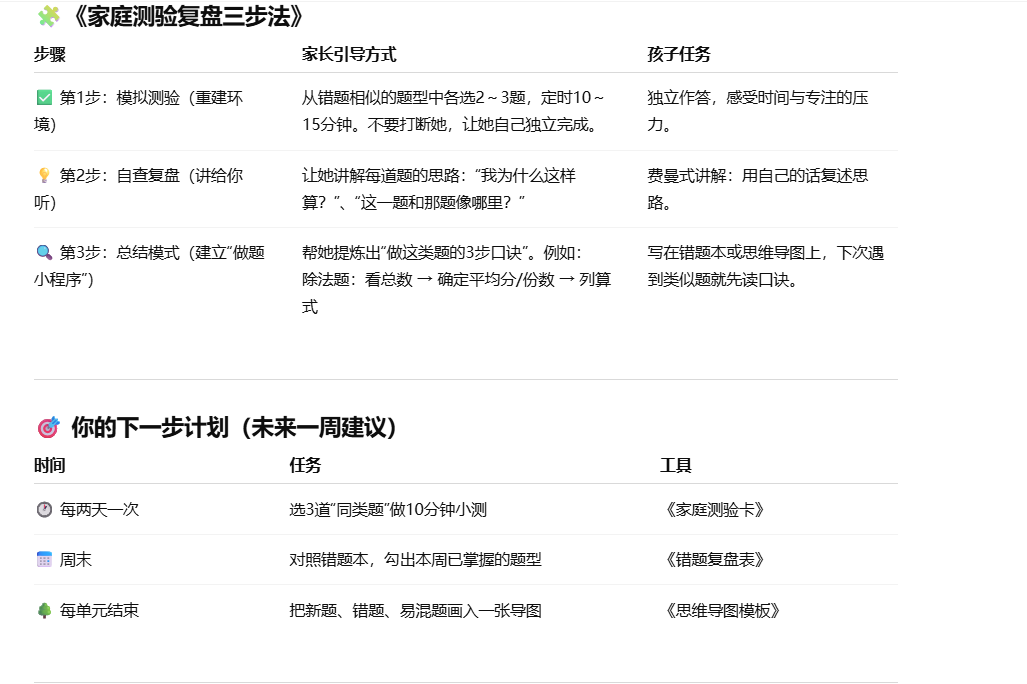 🧩 《家庭测验复盘三步法》
步骤 家长引导方式 孩子任务
✅ 第1步：模拟测验（重建环境） 从错题相似的题型中各选2～3题，定时10～15分钟。不要打断她，让她自己独立完成。 独立作答，感受时间与专注的压力。
💡 第2步：自查复盘（讲给你听） 让她讲解每道题的思路：“我为什么这样算？”、“这一题和那题像哪里？” 费曼式讲解：用自己的话复述思路。
🔍 第3步：总结模式（建立“做题小程序”） 帮她提炼出“做这类题的3步口诀”。例如：除法题：看总数 → 确定平均分/份数 → 列算式 写在错题本或思维导图上，下次遇到类似题就先读口诀。
🎯 你的下一步计划（未来一周建议）
时间 任务 工具
🕐 每两天一次 选3道“同类题”做10分钟小测 《家庭测验卡》
📅 周末 对照错题本，勾出本周已掌握的题型 《错题复盘表》
🌳 每单元结束 把新题、错题、易混题画入一张导图 《思维导图模板》